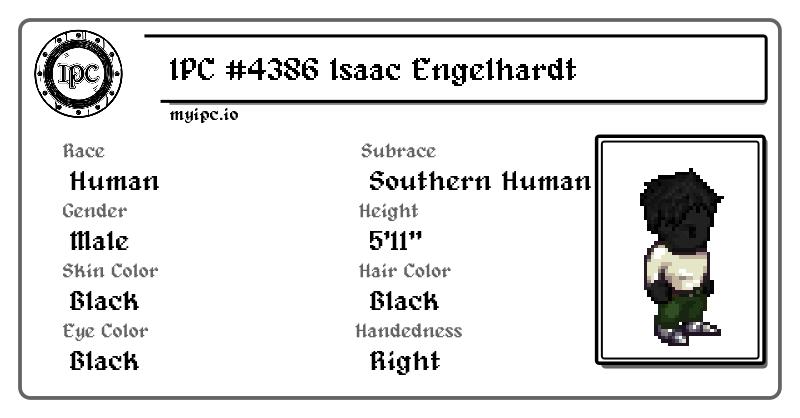 IPC
IPC #4386 Isaac Engelhardt
myipc.io
Race
Human
Subrace
Southern Human
Gender
Male
Height
5'11"
Skin Color
Black
Hair Color
Black
Eye Color
Black
Handedness
Right